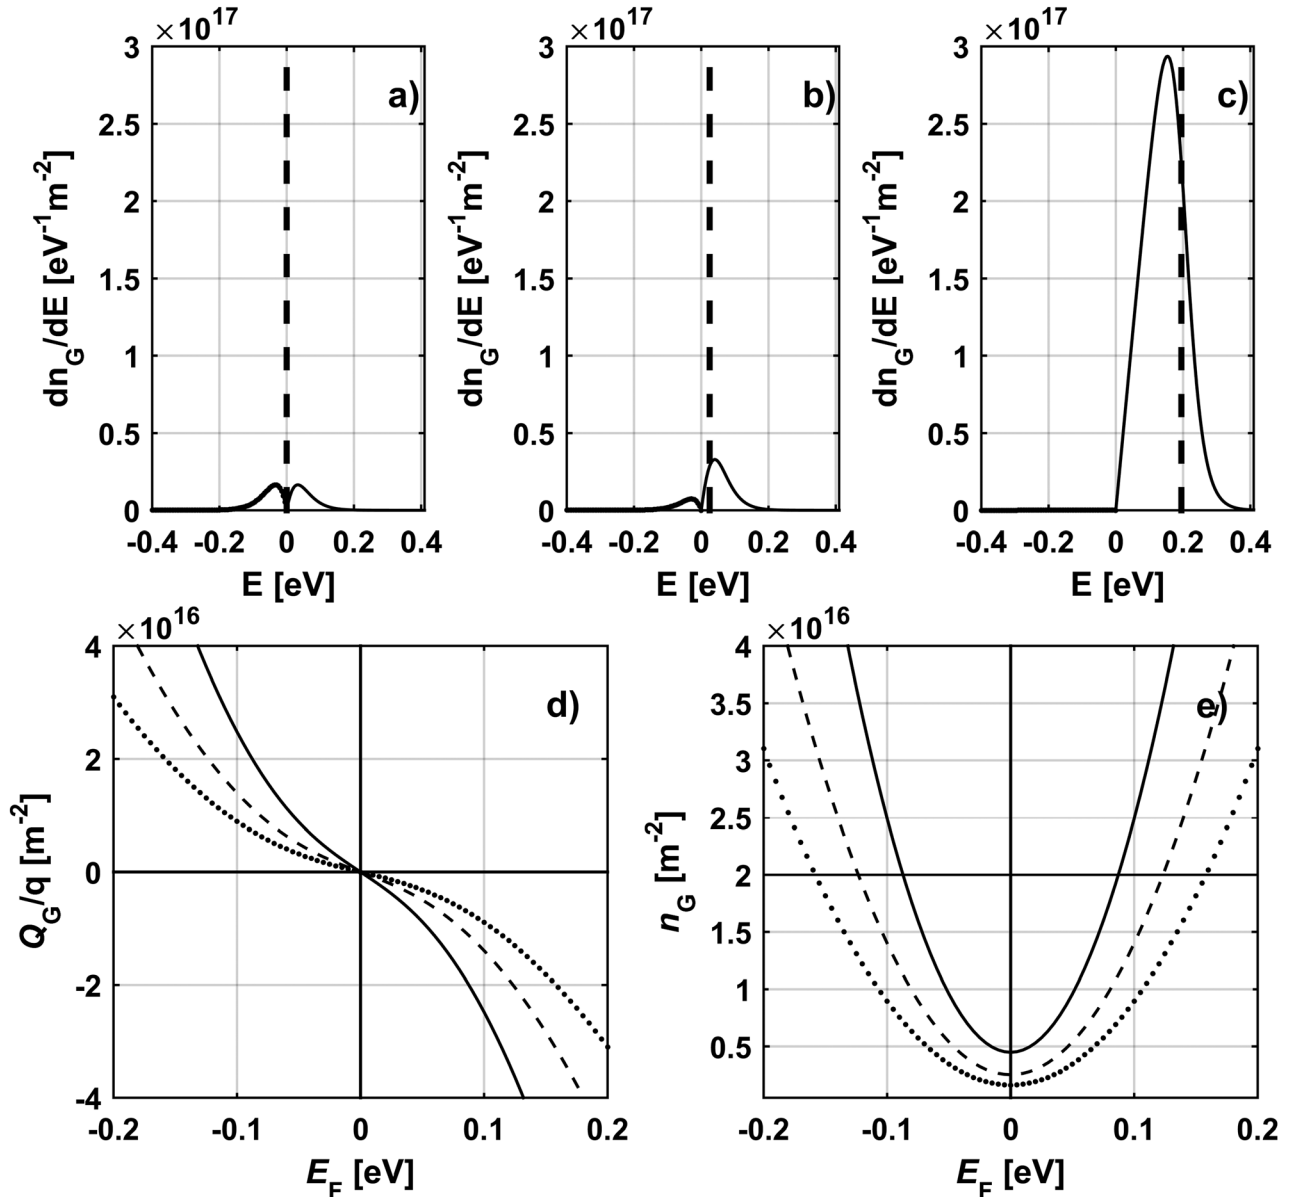 ×10^17
3
2.5
2
1.5
1
0.5
0
-0.4 -0.2 0 0.2 0.4
E [eV]
dn_G/dE [eV^-1m^-2]
a)
×10^17
3
2.5
2
1.5
1
0.5
0
-0.4 -0.2 0 0.2 0.4
E [eV]
dn_G/dE [eV^-1m^-2]
b)
×10^17
3
2.5
2
1.5
1
0.5
0
-0.4 -0.2 0 0.2 0.4
E [eV]
dn_G/dE [eV^-1m^-2]
c)
×10^16
4
2
0
-2
-4
-0.2 -0.1 0 0.1 0.2
E_F [eV]
Q_G/q [m^-2]
d)
×10^16
4
3.5
3
2.5
2
1.5
1
0.5
-0.2 -0.1 0 0.1 0.2
E_F [eV]
n_G [m^-2]
e)